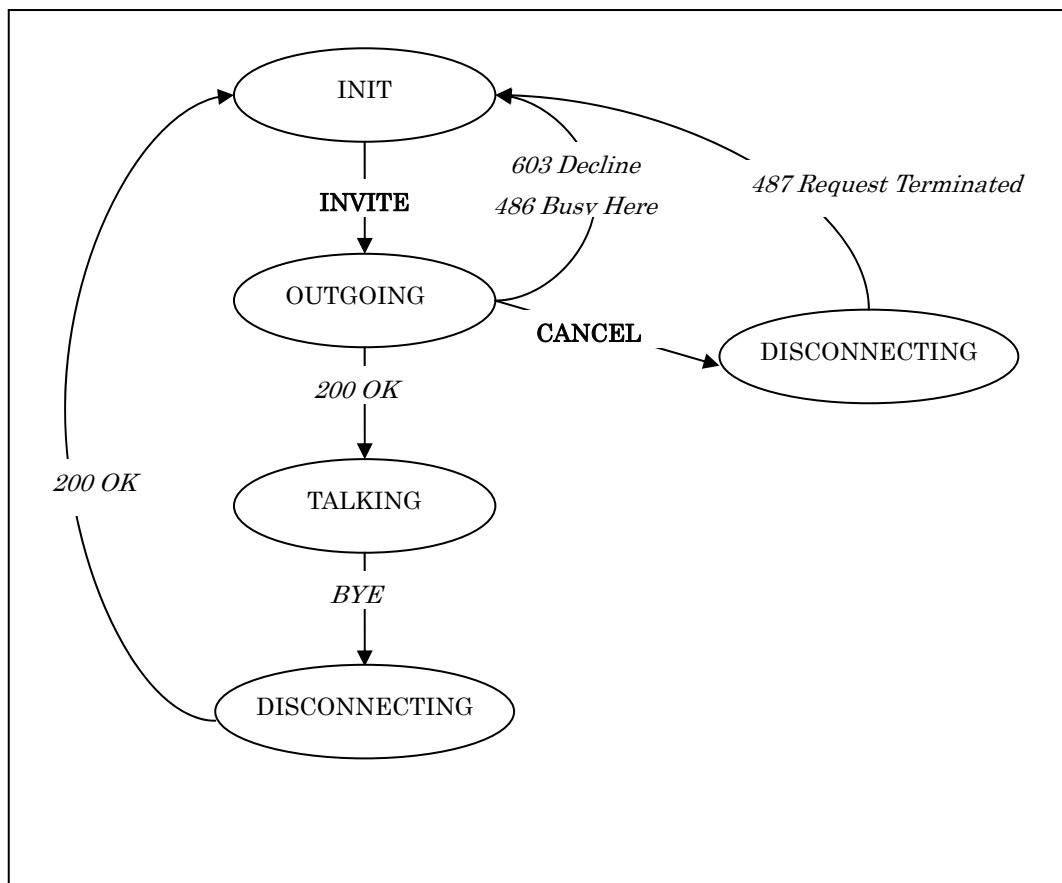 INIT
603 Decline
INVITE
486 Busy Here
487 Request Terminated
OUTGOING
CANCEL
DISCONNECTING
200 OK
200 OK
TALKING
BYE
DISCONNECTING